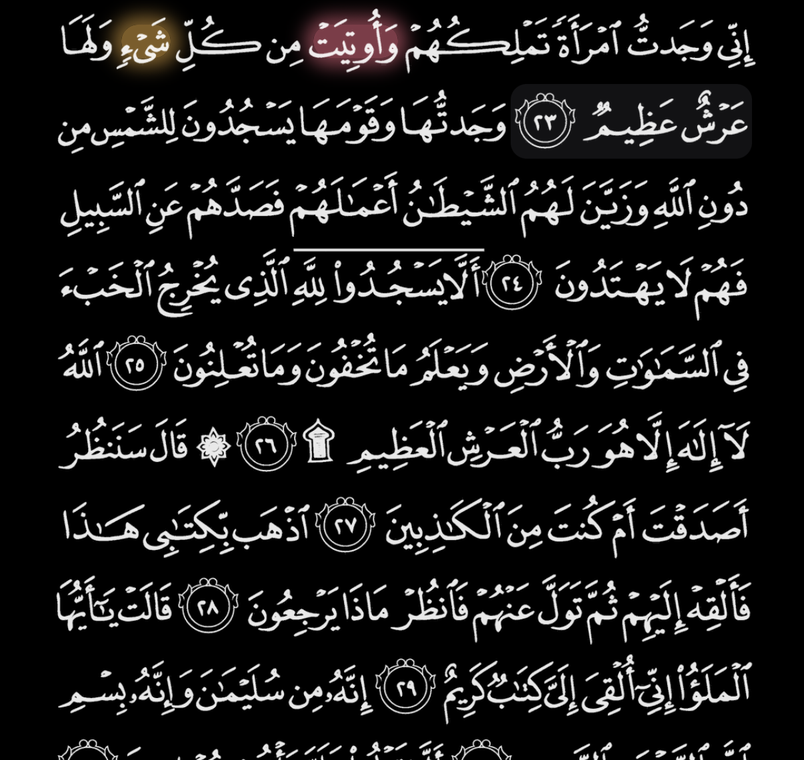 إِنِّي وَجَدتُّ ٱمْرَأَةً تَمْلِكُهُمْ وَأُوتِيَتْ مِن كُلِّ شَىْءٍ وَلَهَا
عَرْشٌ عَظِيمٌ ٢٣ وَجَدتُّهَا وَقَوْمَهَا يَسْجُدُونَ لِلشَّمْسِ مِن
دُونِ ٱللَّهِ وَزَيَّنَ لَهُمُ ٱلشَّيْطَٰنُ أَعْمَٰلَهُمْ فَصَدَّهُمْ عَنِ ٱلسَّبِيلِ
فَهُمْ لَا يَهْتَدُونَ ٢٤ أَلَّا يَسْجُدُوا۟ لِلَّهِ ٱلَّذِى يُخْرِجُ ٱلْخَبْءَ
فِى ٱلسَّمَٰوَٰتِ وَٱلْأَرْضِ وَيَعْلَمُ مَا تُخْفُونَ وَمَا تُعْلِنُونَ ٢٥ ٱللَّهُ
لَآ إِلَٰهَ إِلَّا هُوَ رَبُّ ٱلْعَرْشِ ٱلْعَظِيمِ ۩ ٢٦ ۞ قَالَ سَنَنظُرُ
أَصَدَقْتَ أَمْ كُنتَ مِنَ ٱلْكَٰذِبِينَ ٢٧ ٱذْهَب بِّكِتَٰبِى هَٰذَا
فَأَلْقِهْ إِلَيْهِمْ ثُمَّ تَوَلَّ عَنْهُمْ فَٱنظُرْ مَاذَا يَرْجِعُونَ ٢٨ قَالَتْ يَٰٓأَيُّهَا
ٱلْمَلَؤُا۟ إِنِّىٓ أُلْقِىَ إِلَىَّ كِتَٰبٌ كَرِيمٌ ٢٩ إِنَّهُۥ مِن سُلَيْمَٰنَ وَإِنَّهُۥ بِسْمِ